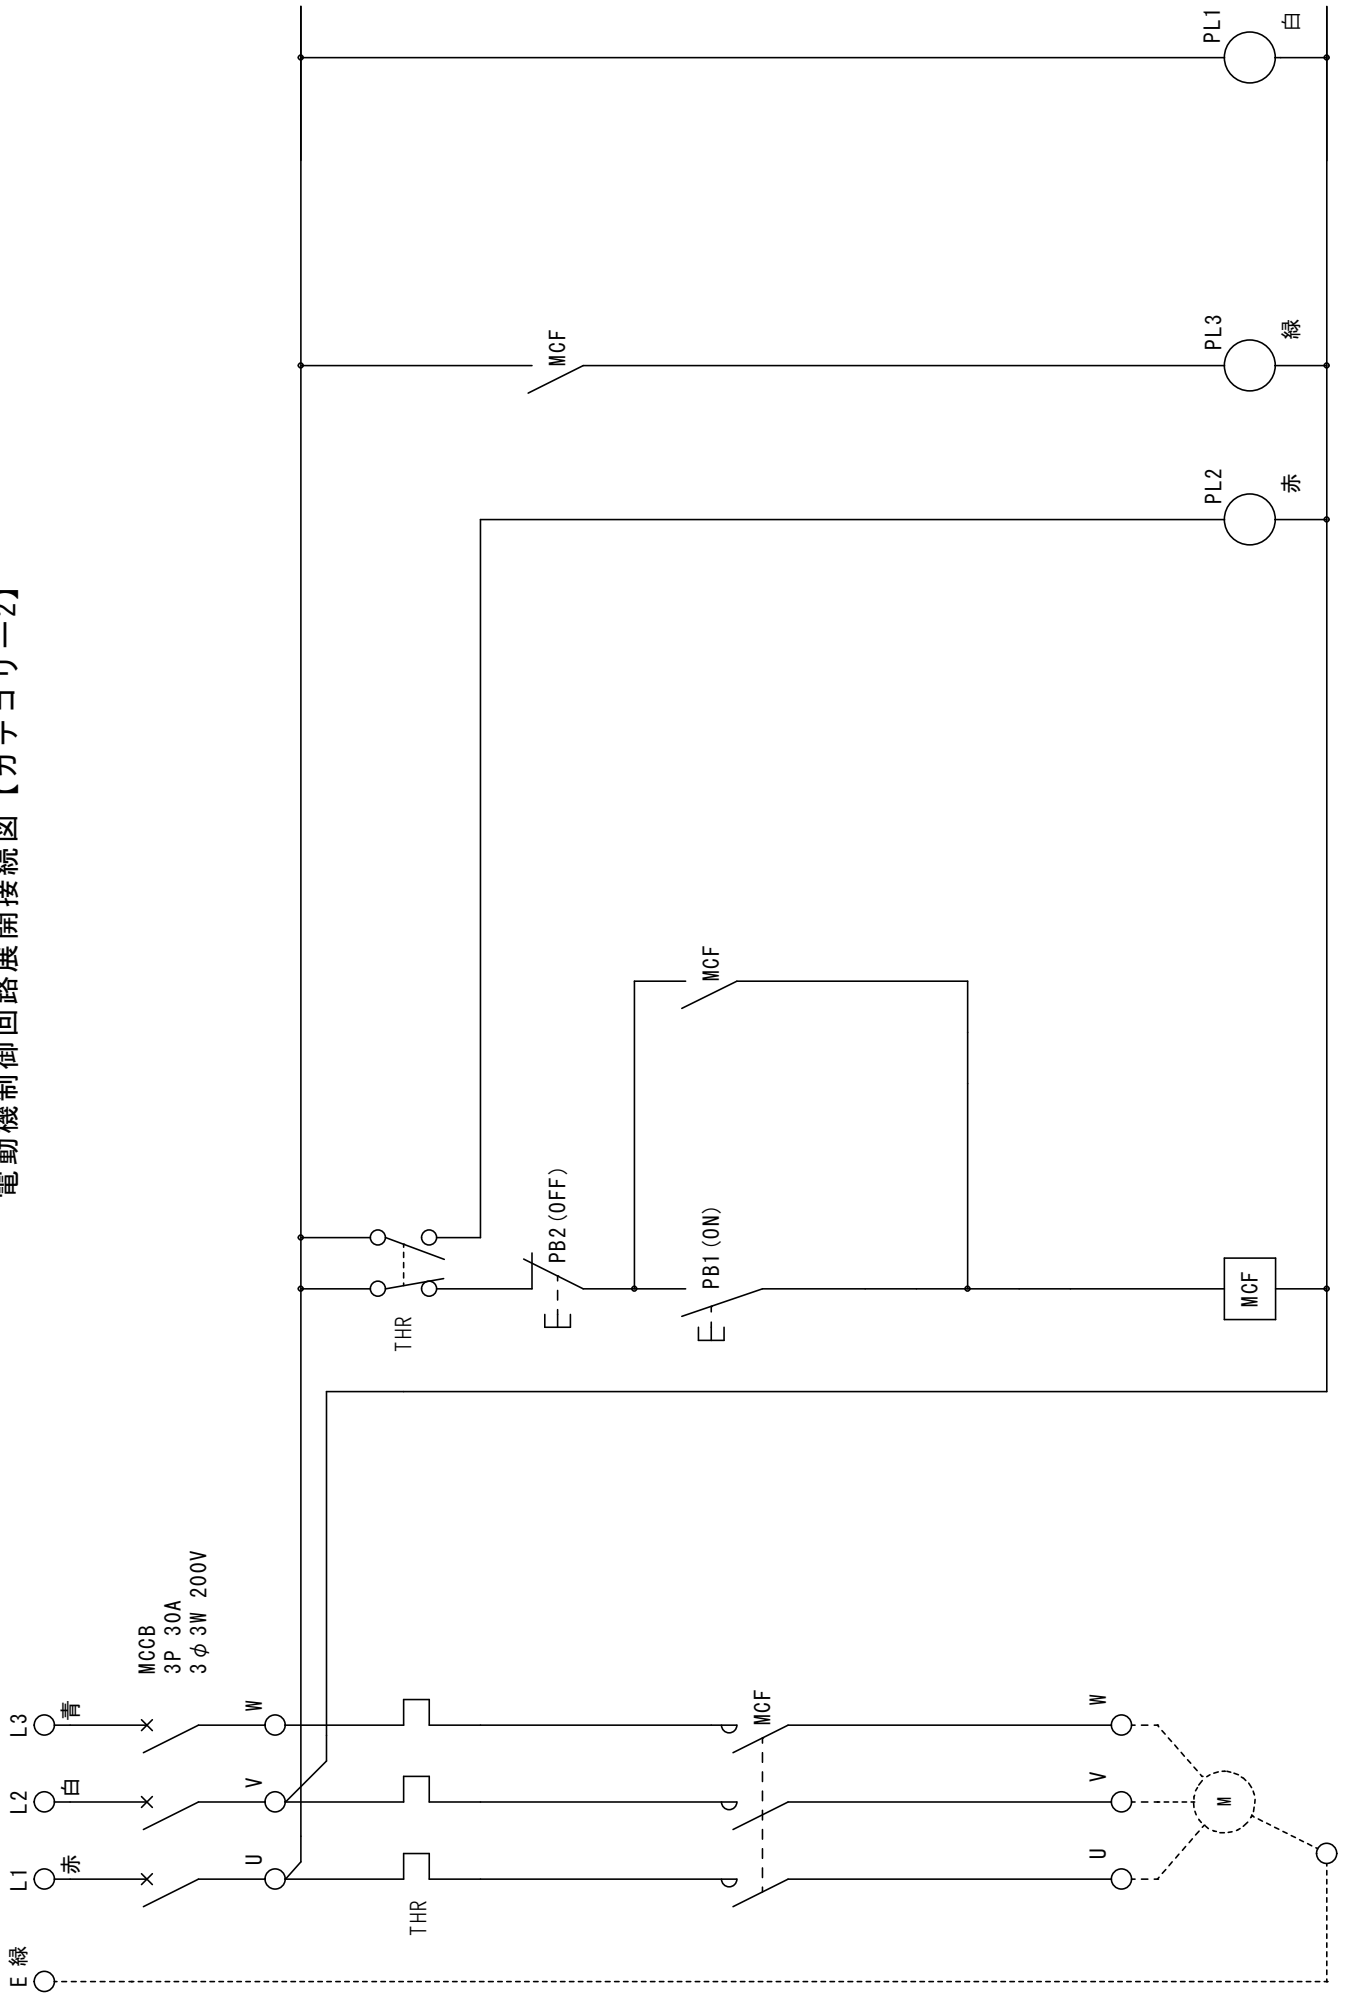 電動機制御回路展開接続図【カテゴリー2】
E 緑
L1
赤
L2
白
L3
青
MCCB
3P 30A
3φ3W 200V
U
V
W
THR
MCF
U
V
W
M
THR
PB2(OFF)
PB1(ON)
MCF
MCF
PL2
赤
MCF
PL3
緑
PL1
白